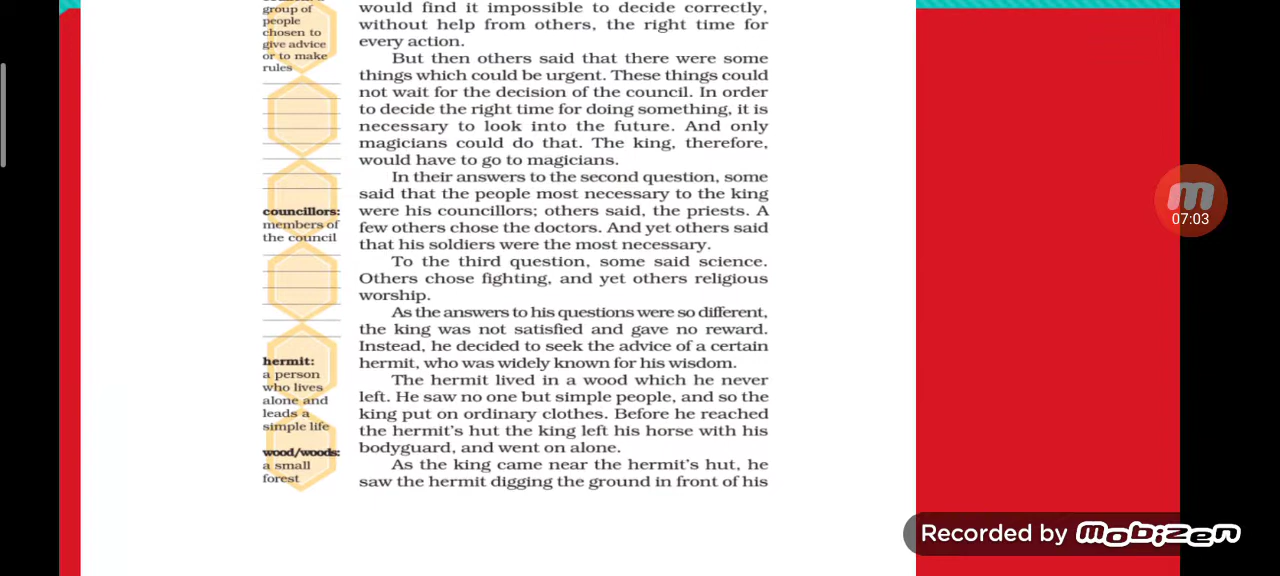 group of
people
chosen to
give advice
or to make
rules
councillors:
members of
the council
hermit:
a person
who lives
alone and
leads a
simple life
wood/woods:
a small
forest
would find it impossible to decide correctly,
without help from others, the right time for
every action.
But then others said that there were some
things which could be urgent. These things could
not wait for the decision of the council. In order
to decide the right time for doing something, it is
necessary to look into the future. And only
magicians could do that. The king, therefore,
would have to go to magicians.
In their answers to the second question, some
said that the people most necessary to the king
were his councillors; others said, the priests. A
few others chose the doctors. And yet others said
that his soldiers were the most necessary.
To the third question, some said science.
Others chose fighting, and yet others religious
worship.
As the answers to his questions were so different,
the king was not satisfied and gave no reward.
Instead, he decided to seek the advice of a certain
hermit, who was widely known for his wisdom.
The hermit lived in a wood which he never
left. He saw no one but simple people, and so the
king put on ordinary clothes. Before he reached
the hermit's hut the king left his horse with his
bodyguard, and went on alone.
As the king came near the hermit's hut, he
saw the hermit digging the ground in front of his
07:03
Recorded by mobizen